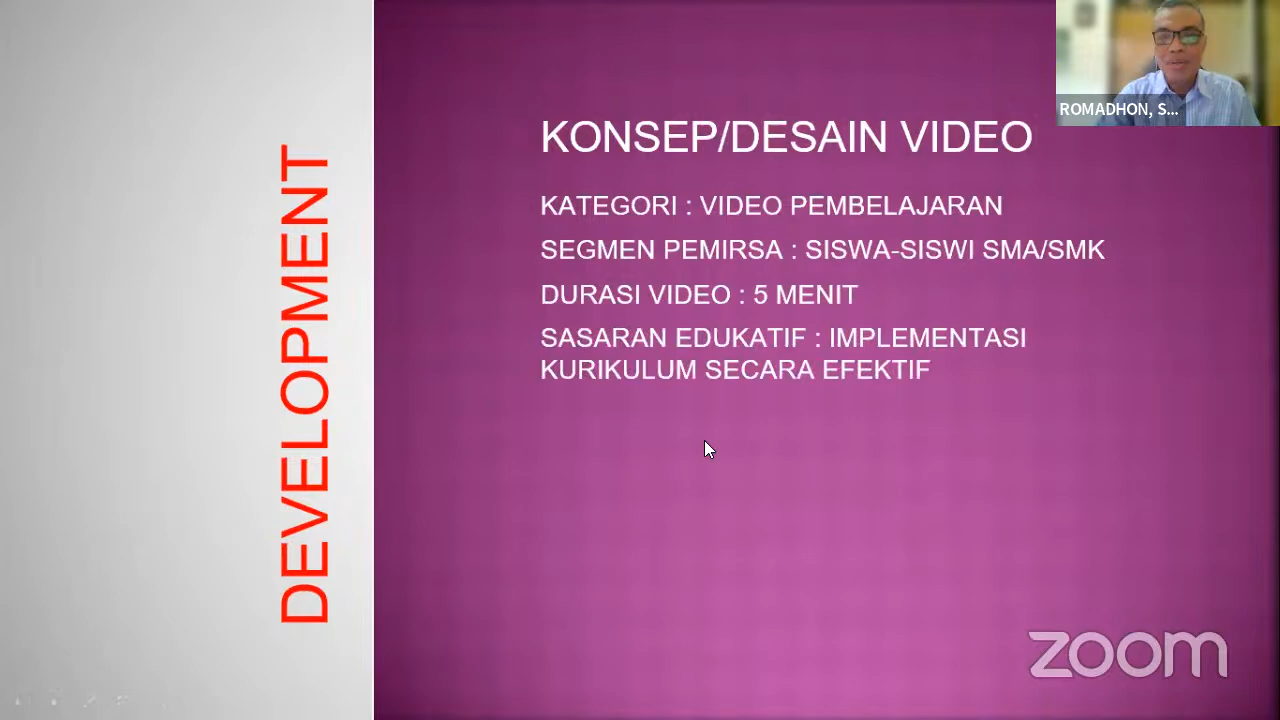 DEVELOPMENT
KONSEP/DESAIN VIDEO
KATEGORI : VIDEO PEMBELAJARAN
SEGMEN PEMIRSA : SISWA-SISWI SMA/SMK
DURASI VIDEO : 5 MENIT
SASARAN EDUKATIF : IMPLEMENTASI
KURIKULUM SECARA EFEKTIF
ROMADHON, S...
zoom